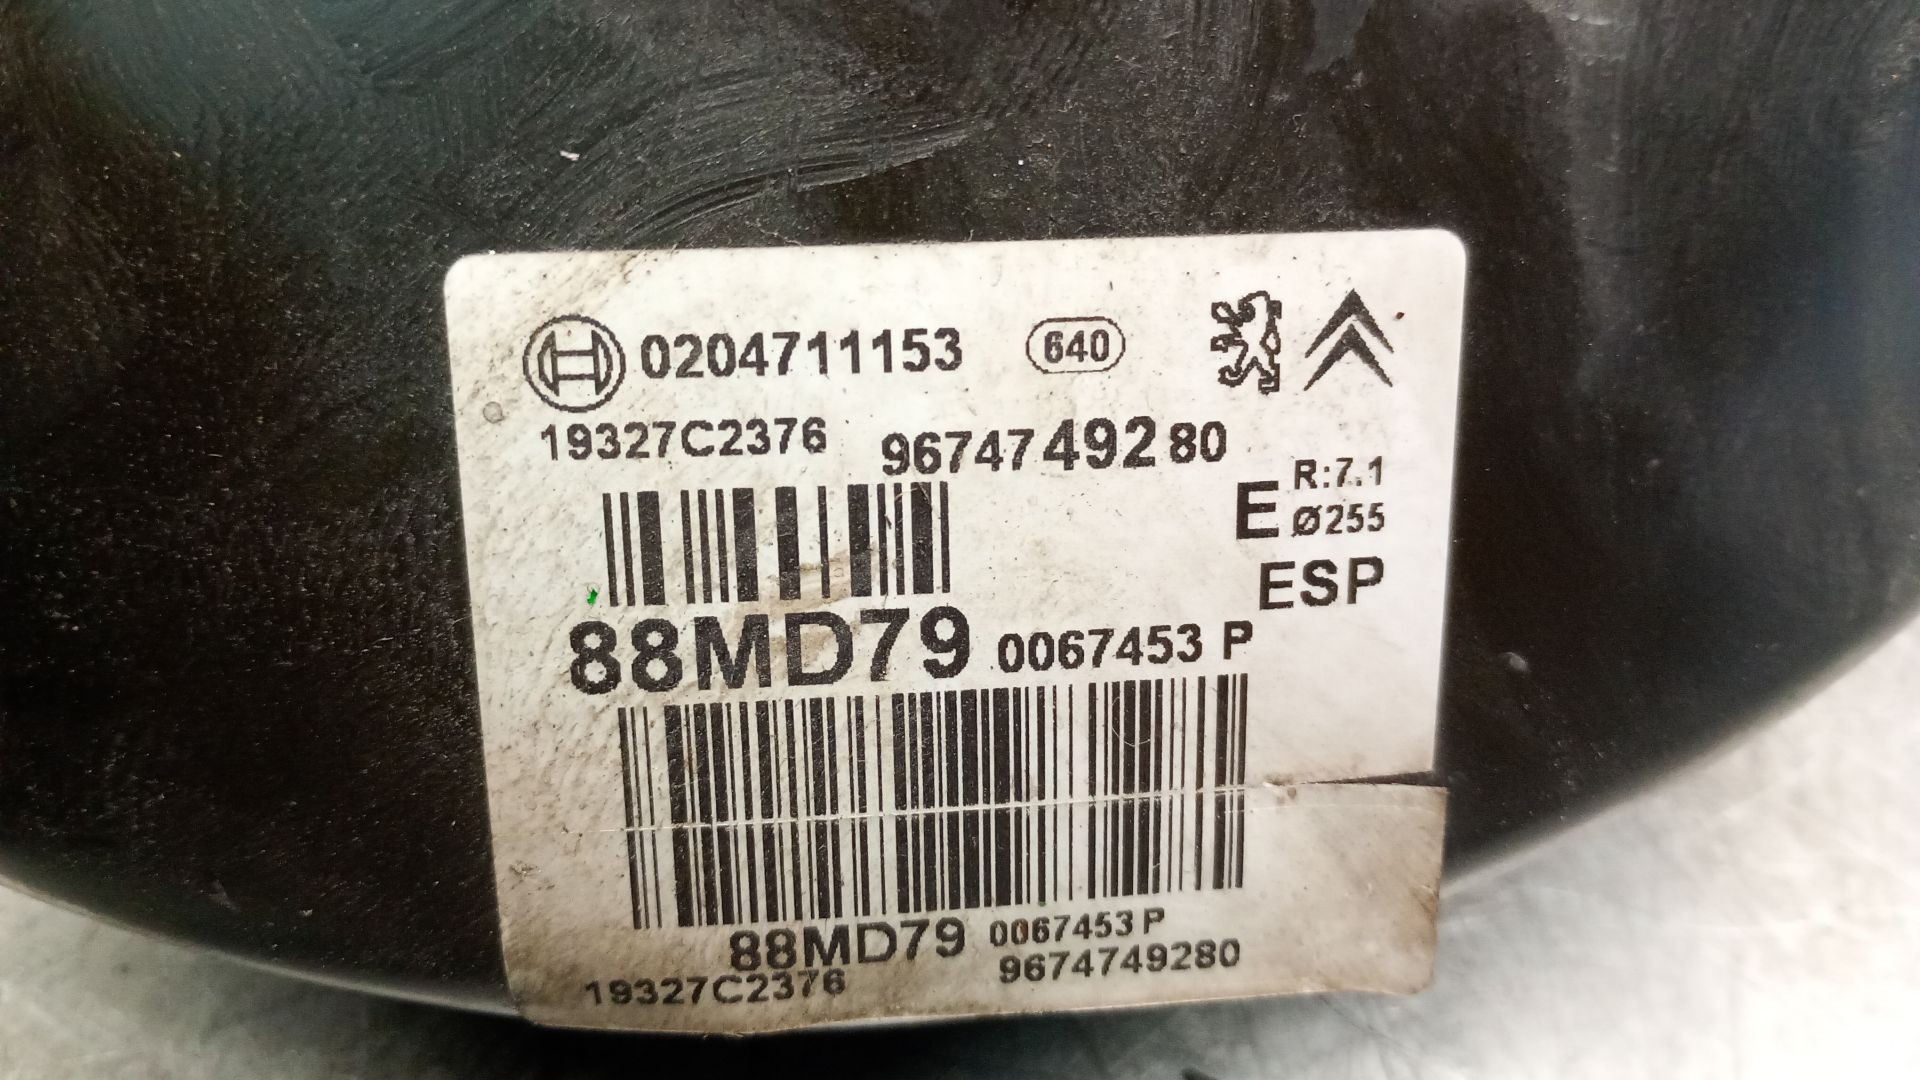 0204711153 640
19327C2376 9674749280
E R:7.1
Ø255
ESP
88MD79 0067453 P
88MD79 0067453 P
19327C2376 9674749280